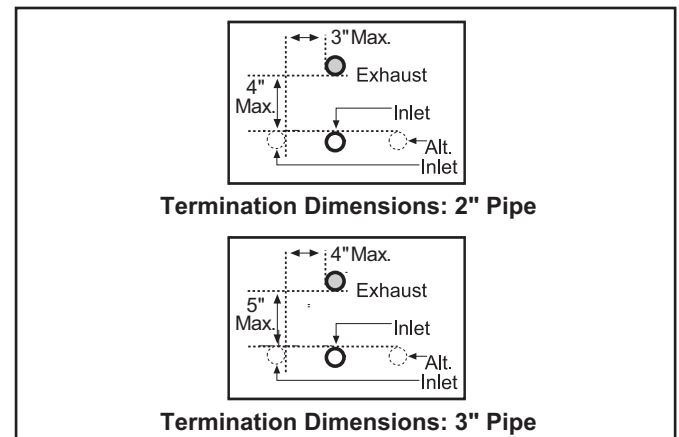 3" Max.
Exhaust
4"
Max.
Inlet
Alt.
Inlet
Termination Dimensions: 2" Pipe
4" Max.
Exhaust
5"
Max.
Inlet
Alt.
Inlet
Termination Dimensions: 3" Pipe